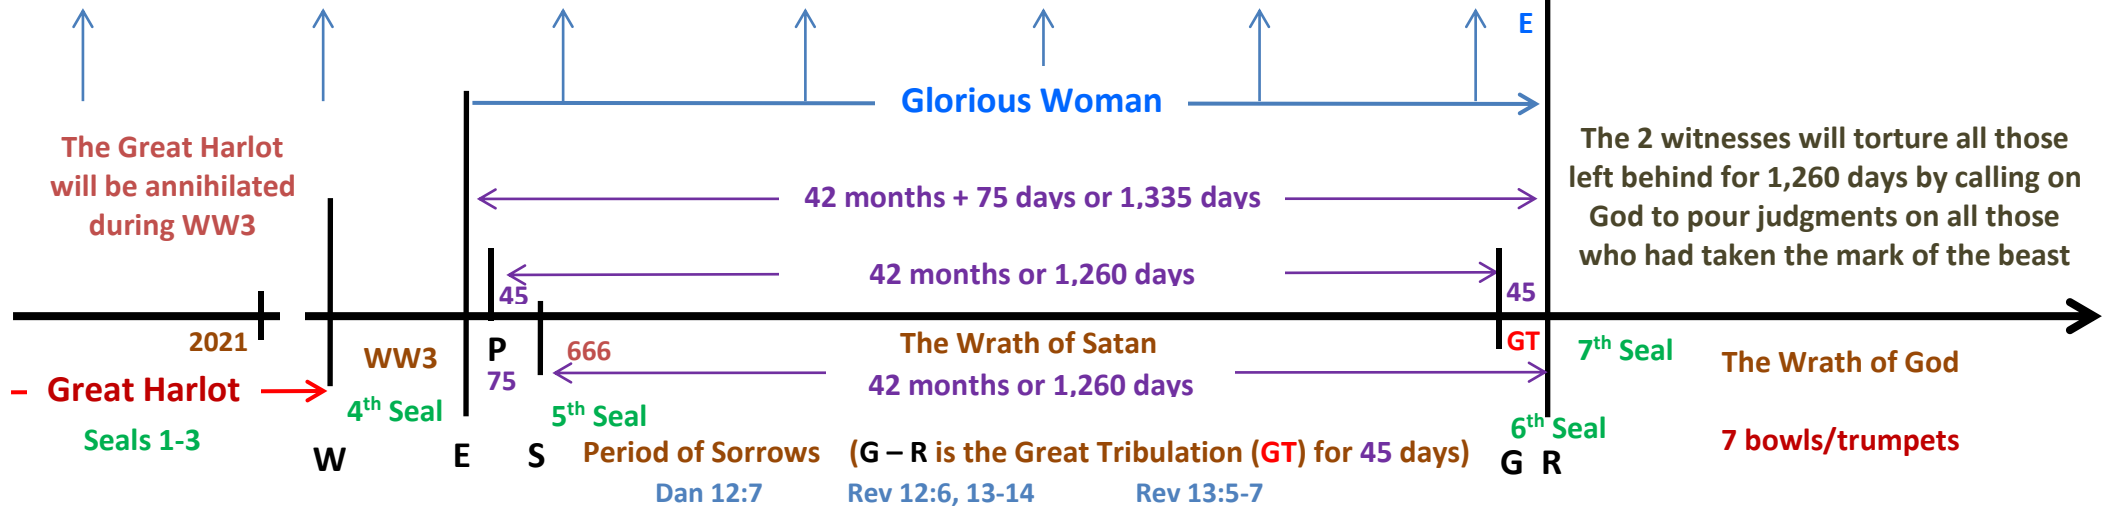 E
Glorious Woman
The Great Harlot
will be annihilated
during WW3
The 2 witnesses will torture all those
left behind for 1,260 days by calling on
God to pour judgments on all those
who had taken the mark of the beast
42 months + 75 days or 1,335 days
42 months or 1,260 days
45
45
2021
WW3
P
666
The Wrath of Satan
GT
7th Seal
The Wrath of God
75
42 months or 1,260 days
Great Harlot
4th Seal
5th Seal
6th Seal
Seals 1-3
7 bowls/trumpets
W
E
S
Period of Sorrows (G – R is the Great Tribulation (GT) for 45 days)
G R
Dan 12:7
Rev 12:6, 13-14
Rev 13:5-7